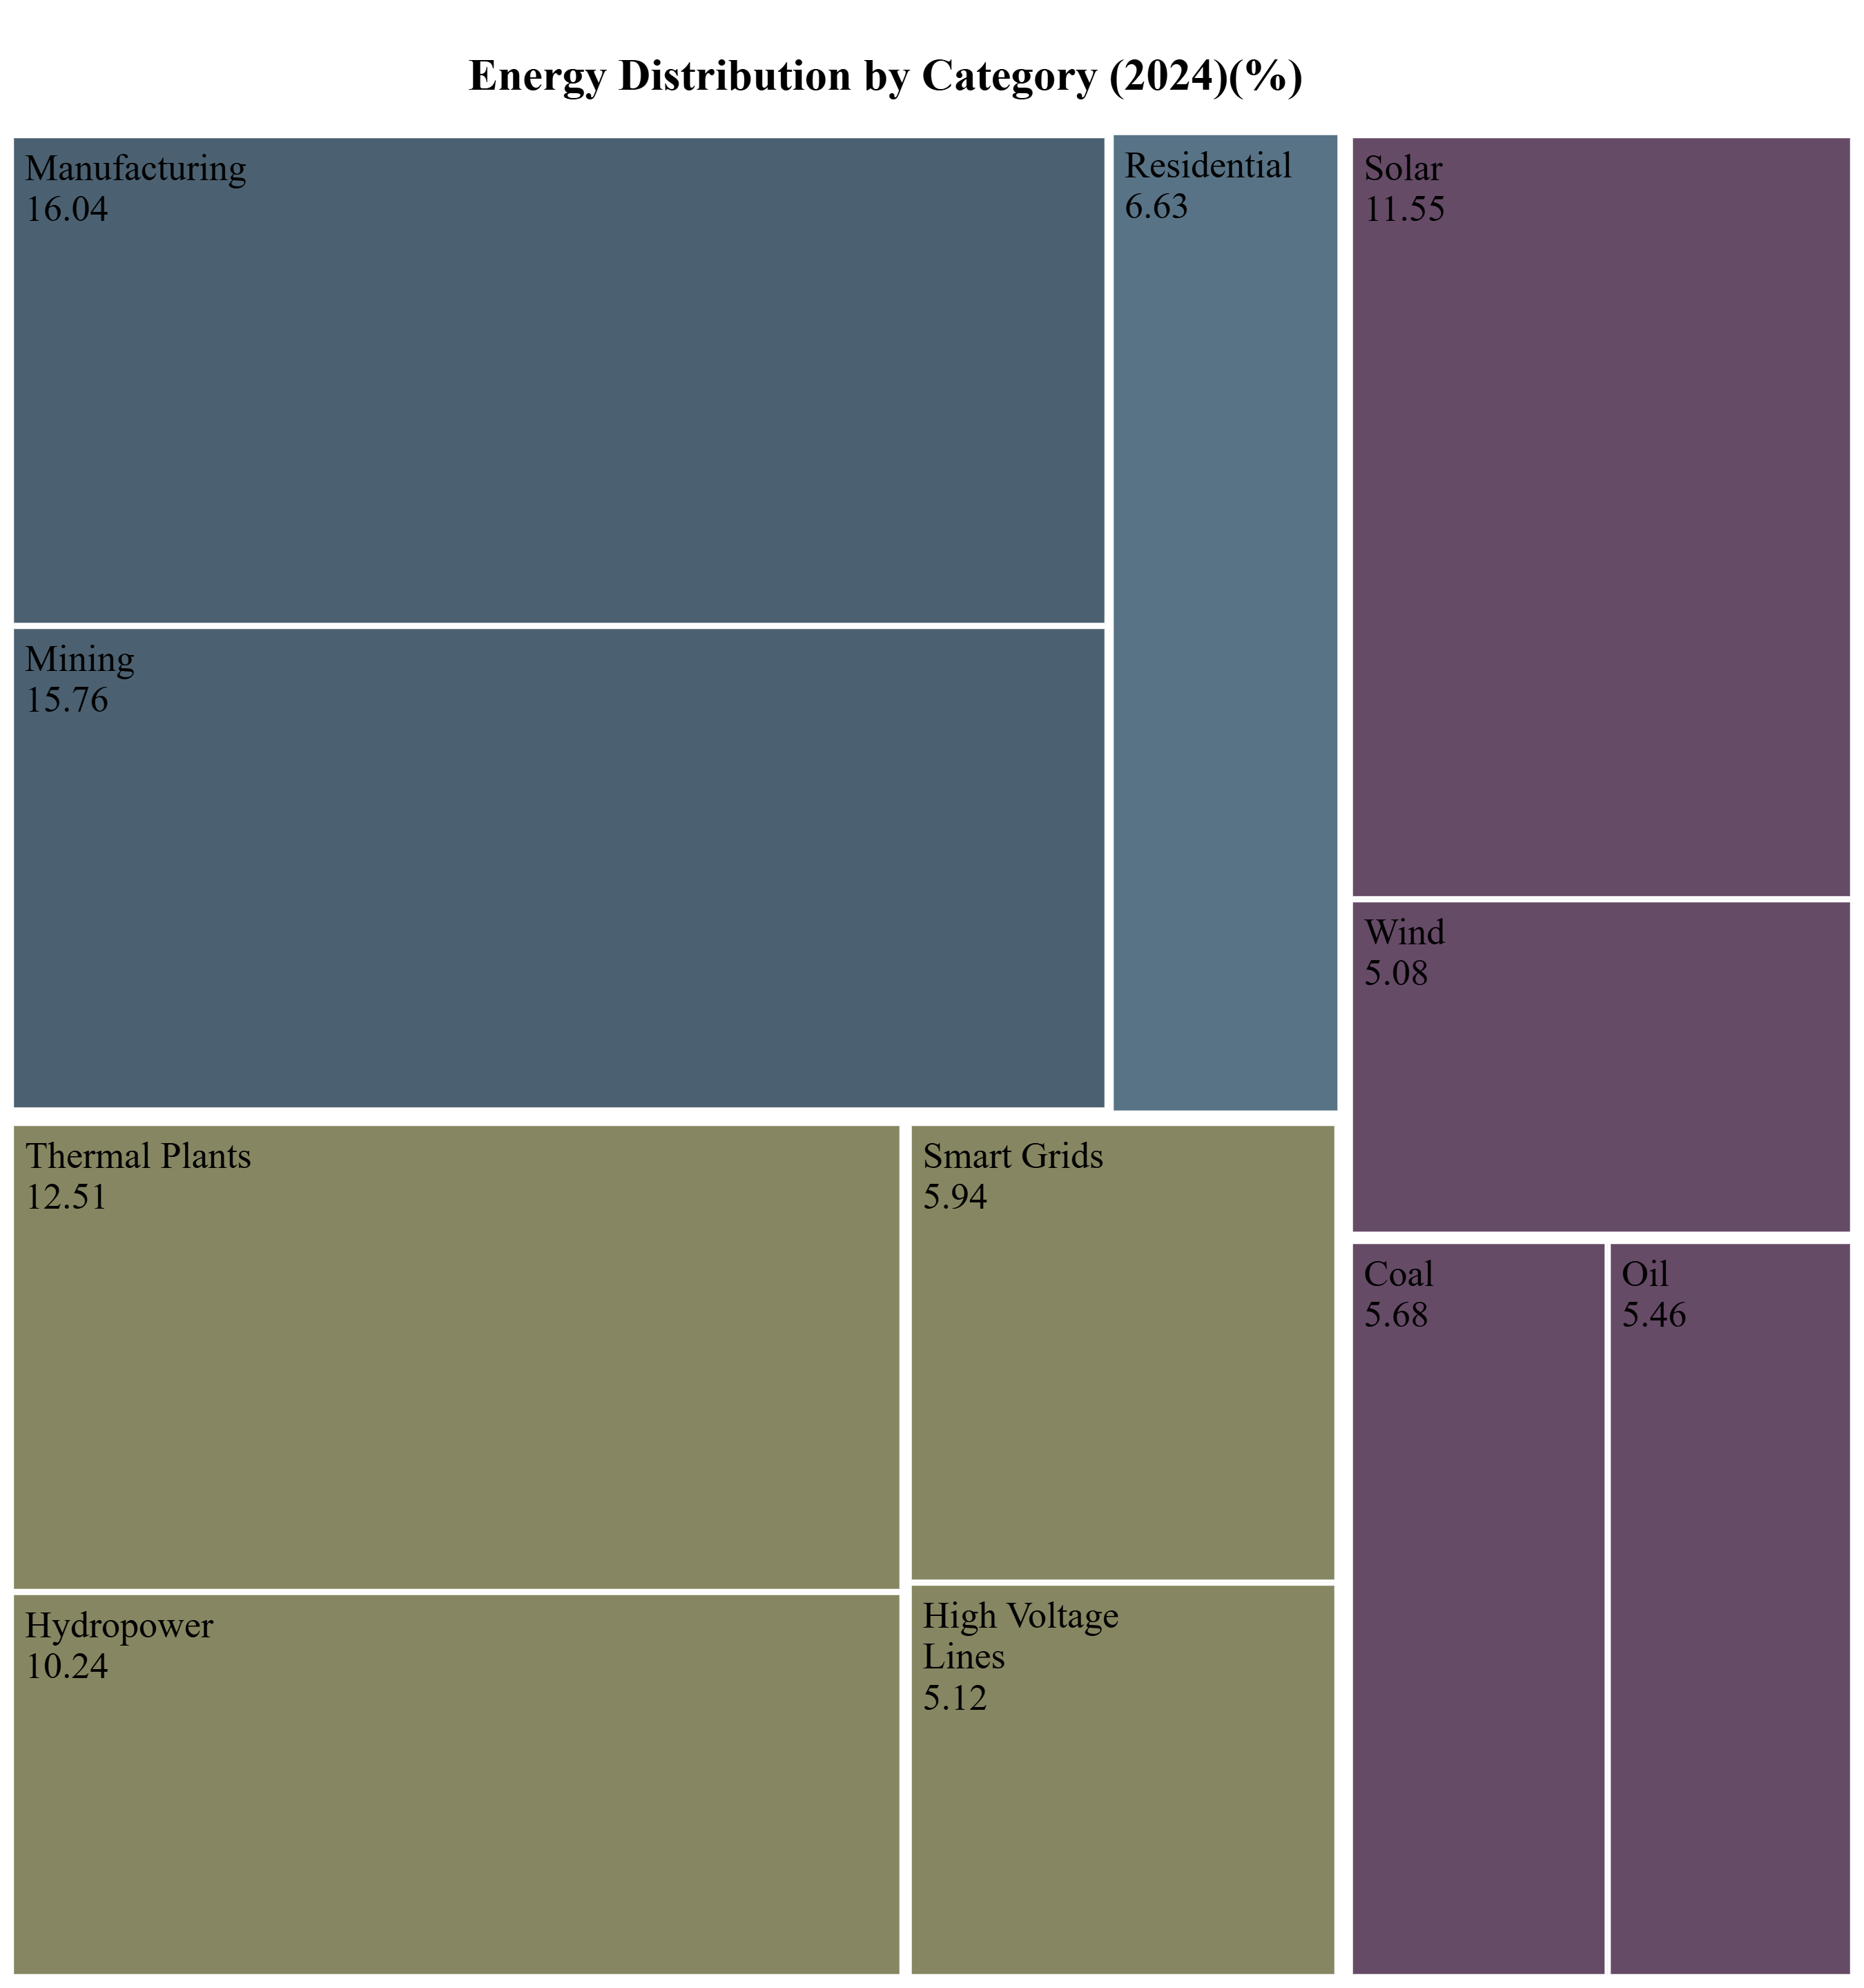 Energy Distribution by Category (2024)(%)
Manufacturing
16.04
Residential
6.63
Solar
11.55
Mining
15.76
Wind
5.08
Thermal Plants
12.51
Smart Grids
5.94
Coal
5.68
Oil
5.46
Hydropower
10.24
High Voltage
Lines
5.12